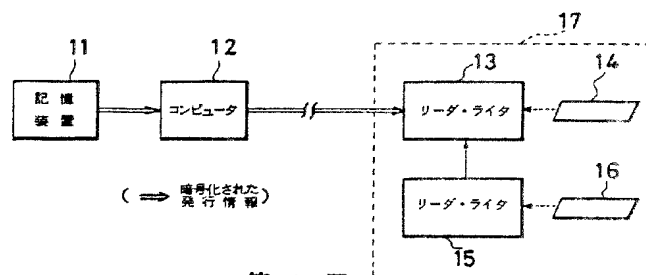 17
11
12
13
14
記憶
装置
コンピュータ
リーダ・ライタ
16
(⇒ 暗号化された
発行情報)
リーダ・ライタ
15